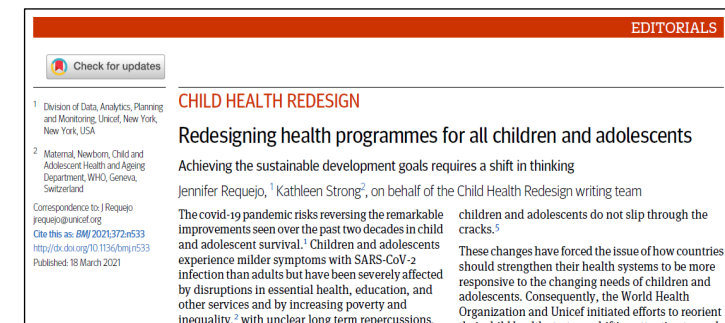 EDITORIALS
Check for updates
1 Division of Data, Analytics, Planning
and Monitoring, Unicef, New York,
New York, USA
2 Maternal, Newborn, Child and
Adolescent Health and Ageing
Department, WHO, Geneva,
Switzerland
Correspondence to: J Requejo
jrequejo@unicef.org
Cite this as: BMJ 2021;372:n533
http://dx.doi.org/10.1136/bmj.n533
Published: 18 March 2021
CHILD HEALTH REDESIGN
Redesigning health programmes for all children and adolescents
Achieving the sustainable development goals requires a shift in thinking
Jennifer Requejo, 1 Kathleen Strong2, on behalf of the Child Health Redesign writing team
The covid-19 pandemic risks reversing the remarkable
improvements seen over the past two decades in child
and adolescent survival.1 Children and adolescents
experience milder symptoms with SARS-CoV-2
infection than adults but have been severely affected
by disruptions in essential health, education, and
other services and by increasing poverty and
inequality,2 with unclear long term repercussions.
children and adolescents do not slip through the
cracks.5
These changes have forced the issue of how countries
should strengthen their health systems to be more
responsive to the changing needs of children and
adolescents. Consequently, the World Health
Organization and Unicef initiated efforts to reorient